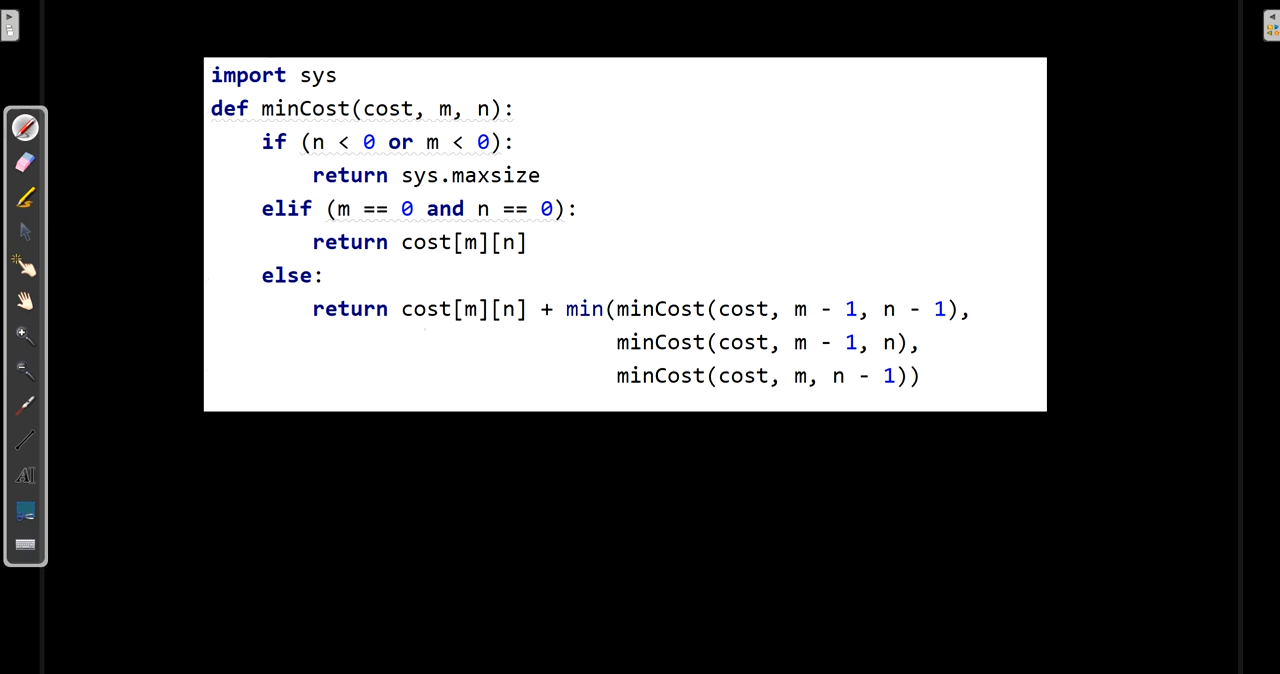 import sys
def minCost(cost, m, n):
    if (n < 0 or m < 0):
        return sys.maxsize
    elif (m == 0 and n == 0):
        return cost[m][n]
    else:
        return cost[m][n] + min(minCost(cost, m - 1, n - 1),
                                minCost(cost, m - 1, n),
                                minCost(cost, m, n - 1))
AI